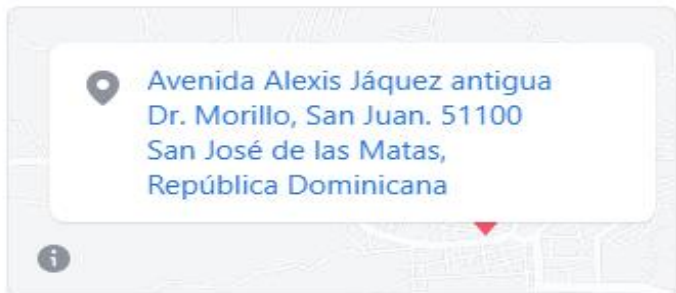 Avenida Alexis Jáquez antigua
Dr. Morillo, San Juan. 51100
San José de las Matas,
República Dominicana